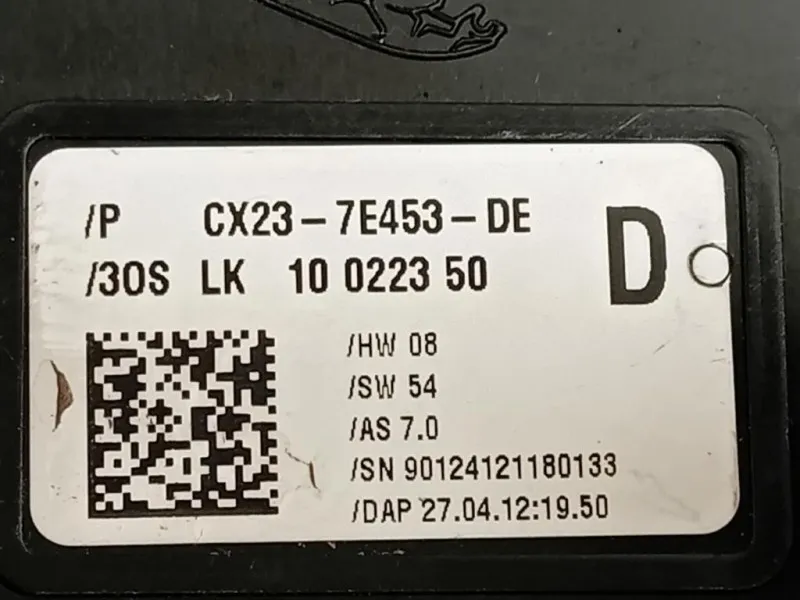 /P CX23-7E453-DE
D
/3OS LK 10 0223 50
/HW 08
/SW 54
/AS 7.0
/SN 90124121180133
/DAP 27.04.12:19.50